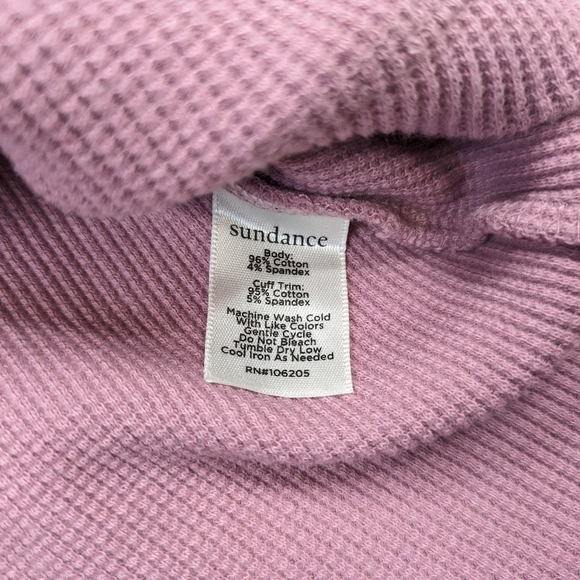 sundance
Body:
96% Cotton
4% Spandex
Cuff Trim:
95% Cotton
5% Spandex
Machine Wash Cold
With Like Colors
Gentle Cycle
Do Not Bleach
Tumble Dry Low
Cool Iron As Needed
RN#106205